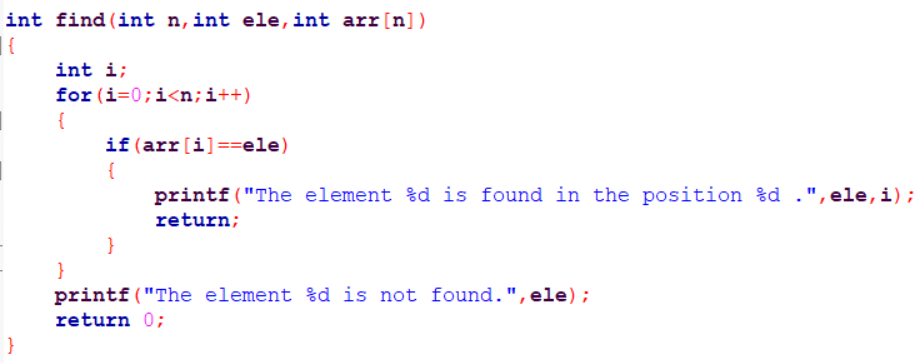 int find(int n,int ele,int arr[n])
{
    int i;
    for(i=0;i<n;i++)
    {
        if(arr[i]==ele)
        {
            printf("The element %d is found in the position %d .",ele,i);
            return;
        }
    }
    printf("The element %d is not found.",ele);
    return 0;
}